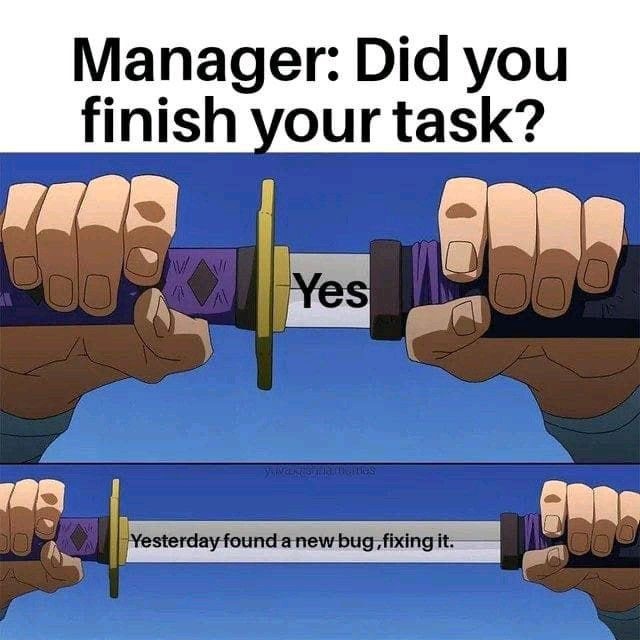 Manager: Did you
finish your task?
Yes
Yesterday found a new bug ,fixing it.